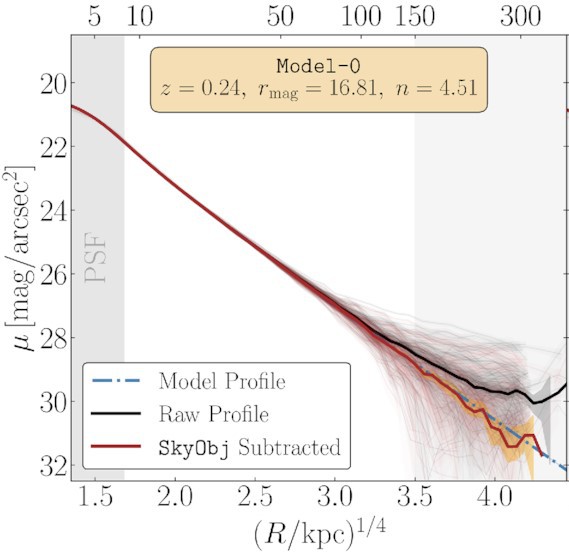 5 10 50 100 150 300
Model-0
z = 0.24, r_mag = 16.81, n = 4.51
20
22
24
26
28
30
32
μ [mag/arcsec²]
PSF
Model Profile
Raw Profile
SkyObj Subtracted
1.5 2.0 2.5 3.0 3.5 4.0
(R/kpc)^{1/4}